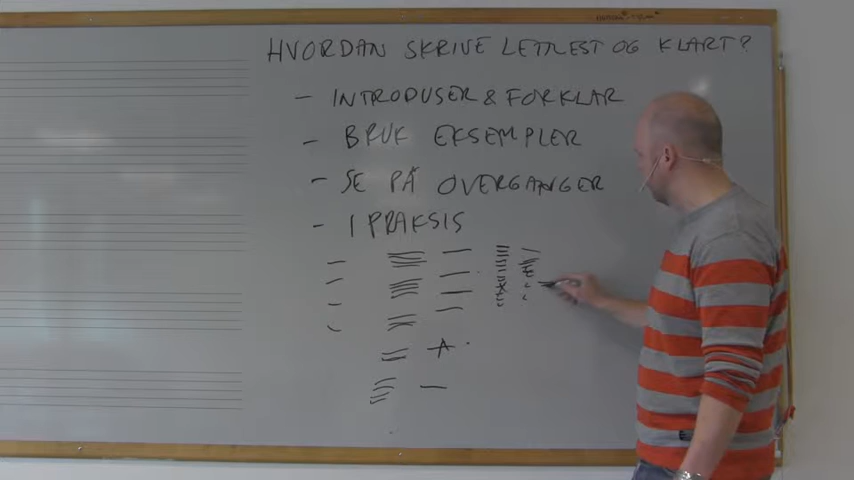 HVORDAN SKRIVE LETTLEST OG KLART?
- INTRODUSER & FORKLAR
- BRUK EKSEMPLER
- SE PÅ OVERGANGER
- I PRAKSIS